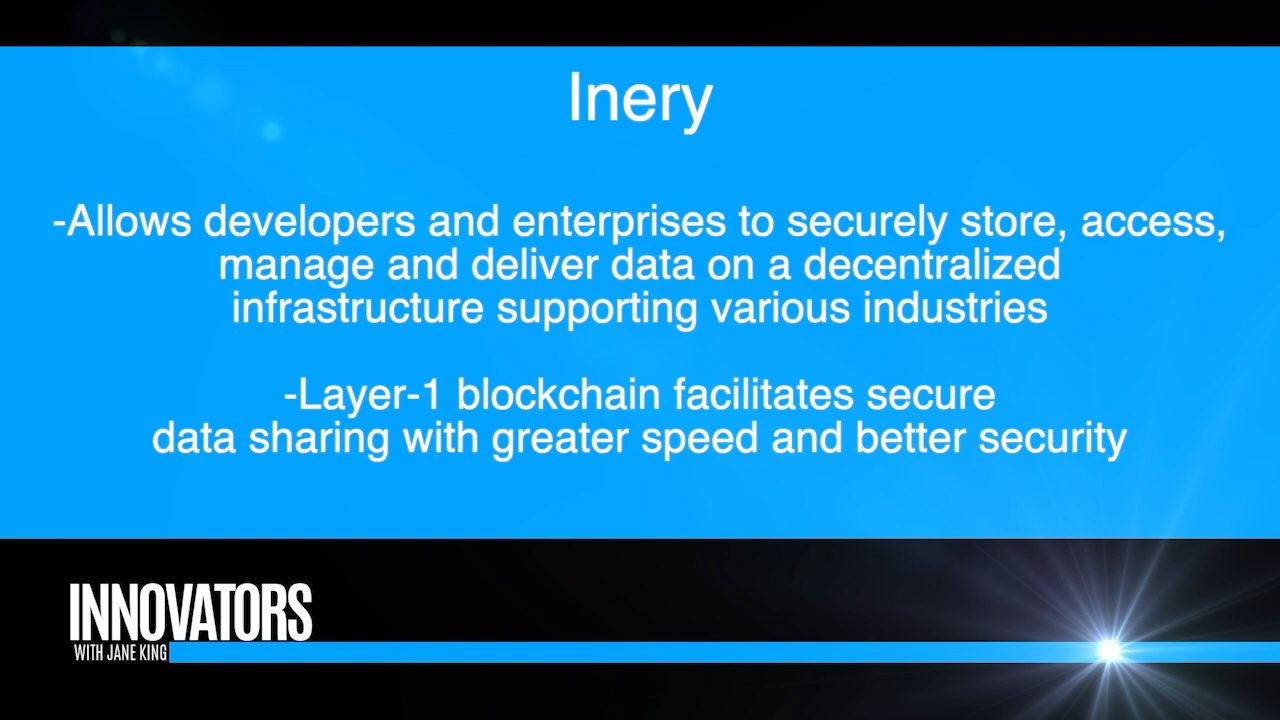 Inery
-Allows developers and enterprises to securely store, access,
manage and deliver data on a decentralized
infrastructure supporting various industries
-Layer-1 blockchain facilitates secure
data sharing with greater speed and better security
INNOVATORS
WITH JANE KING